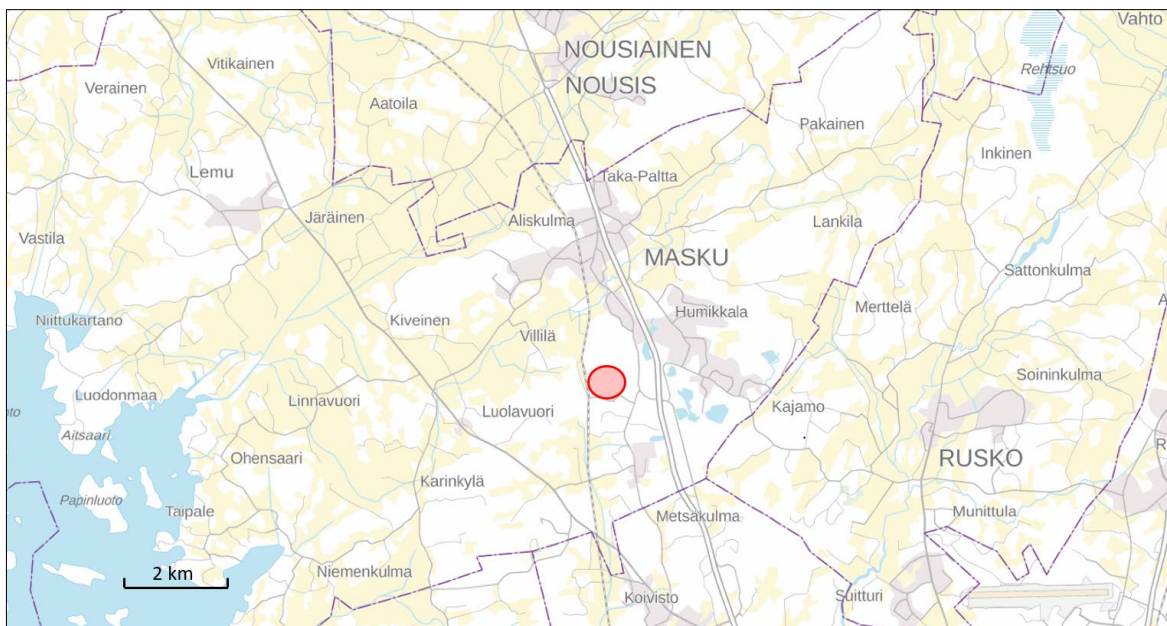 Vahto
NOUSIAINEN
NOUSIS
Vitikainen
Rehtsuo
Verainen
Aatoila
Pakainen
Inkinen
Lemu
Taka-Paltta
Järäinen
Aliskulma
Lankila
Vastila
MASKU
Sattonkulma
Niittukartano
Kiveinen
Villilä
Humikkala
Merttelä
Soininkulma
Luodonmaa
Linnavuori
Luolavuori
Kajamo
Aitsaari
Ohensaari
RUSKO
Karinkylä
Papinluoto
Taipale
Metsäkulma
Munittula
2 km
Niemenkulma
Koivisto
Suitturi